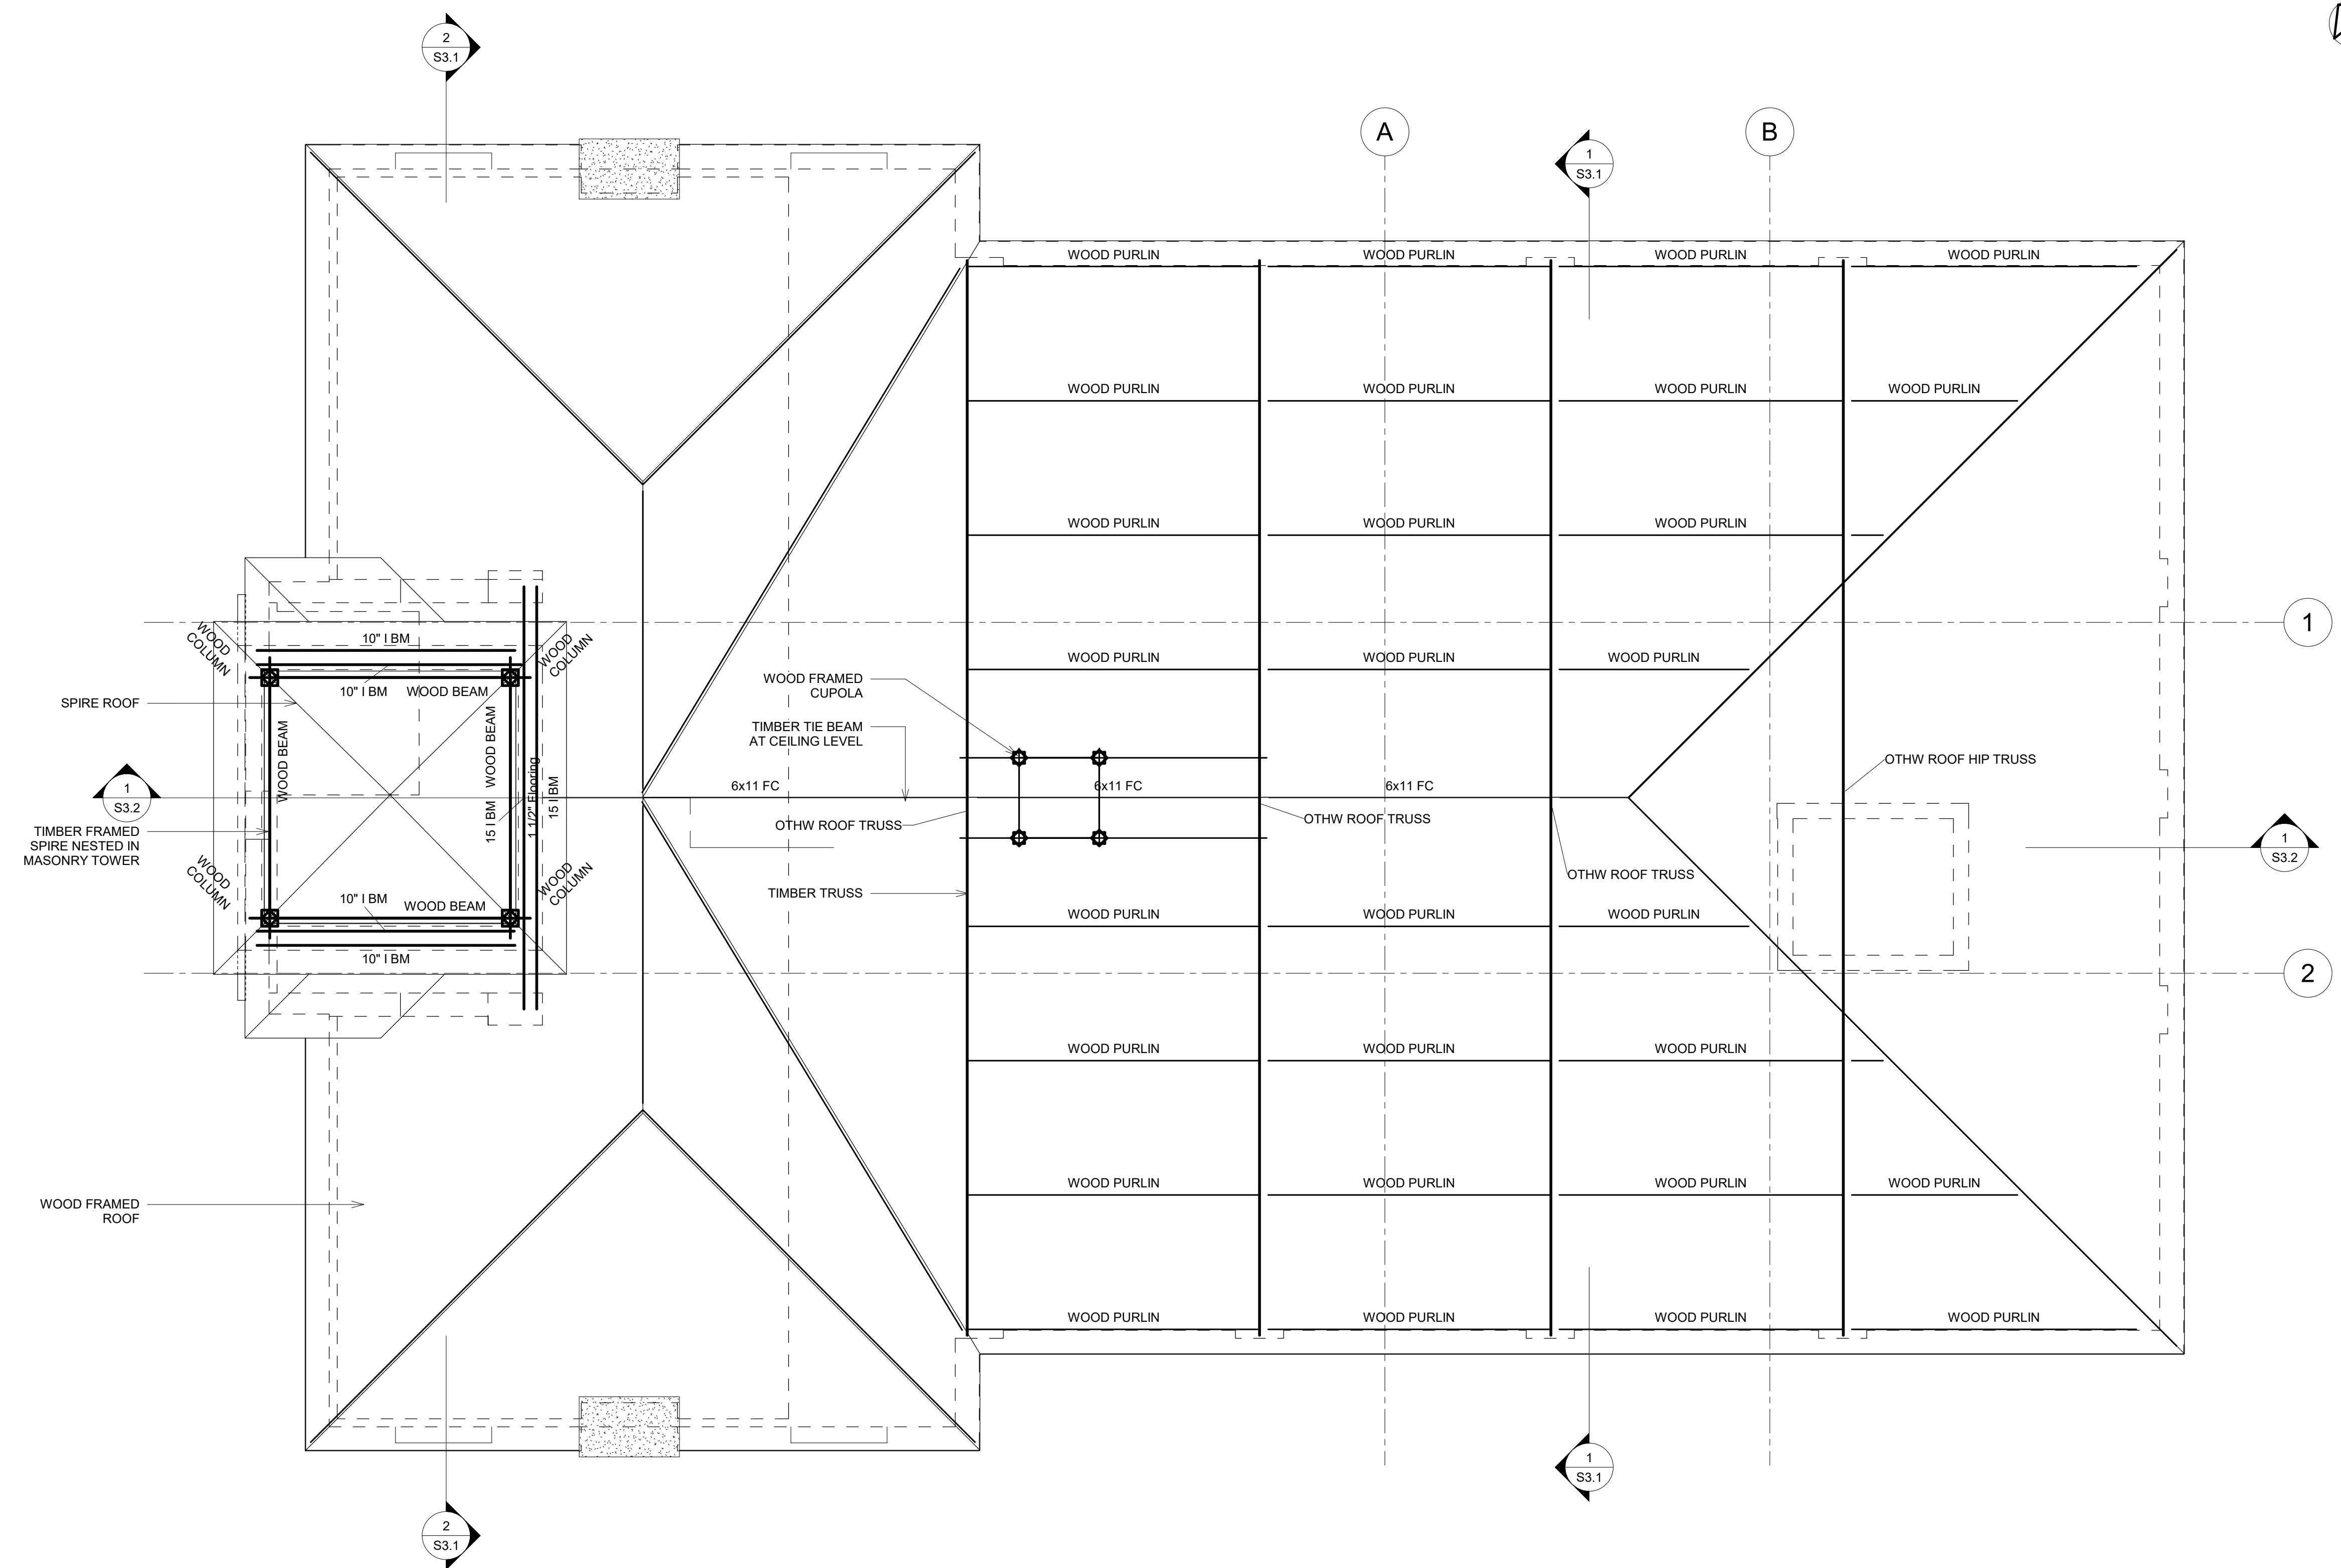 2
S3.1
A
B
1
S3.1
WOOD PURLIN
WOOD PURLIN
WOOD PURLIN
WOOD PURLIN
WOOD PURLIN
WOOD PURLIN
WOOD PURLIN
WOOD PURLIN
WOOD PURLIN
WOOD PURLIN
WOOD PURLIN
1
WOOD
COLUMN
10" I BM
WOOD
COLUMN
WOOD PURLIN
WOOD PURLIN
WOOD PURLIN
10" I BM
WOOD BEAM
SPIRE ROOF
WOOD FRAMED
CUPOLA
TIMBER TIE BEAM
AT CEILING LEVEL
WOOD BEAM
WOOD BEAM
15 I BM
1 1/2" Flooring
15 I BM
6x11 FC
6x11 FC
6x11 FC
OTHW ROOF HIP TRUSS
1
S3.2
OTHW ROOF TRUSS
OTHW ROOF TRUSS
TIMBER FRAMED
SPIRE NESTED IN
MASONRY TOWER
1
S3.2
OTHW ROOF TRUSS
TIMBER TRUSS
WOOD
COLUMN
10" I BM
WOOD BEAM
WOOD
COLUMN
10" I BM
WOOD PURLIN
WOOD PURLIN
WOOD PURLIN
2
WOOD PURLIN
WOOD PURLIN
WOOD PURLIN
WOOD FRAMED
ROOF
WOOD PURLIN
WOOD PURLIN
WOOD PURLIN
WOOD PURLIN
WOOD PURLIN
WOOD PURLIN
WOOD PURLIN
WOOD PURLIN
1
S3.1
2
S3.1